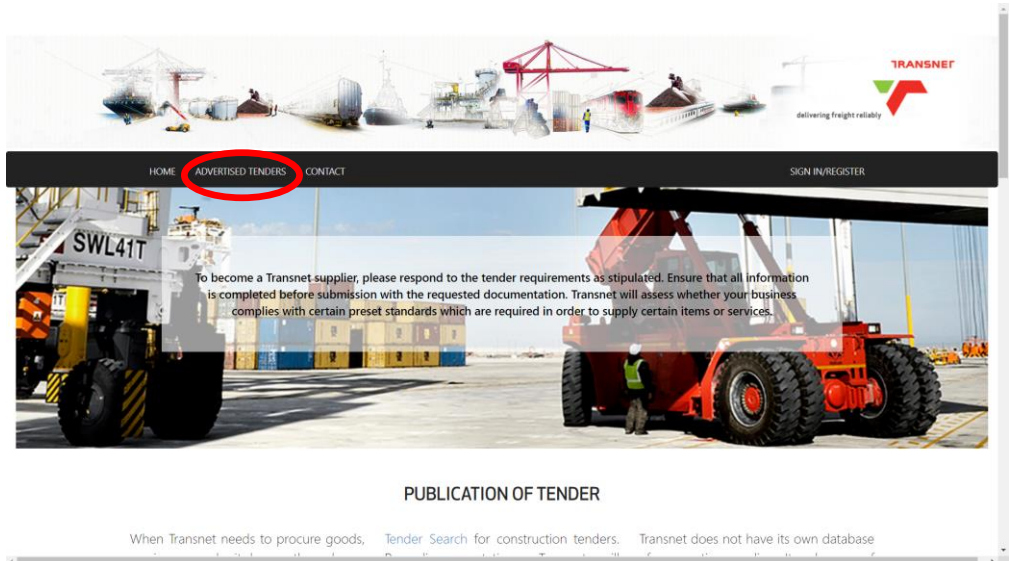 TRANSNET
delivering freight reliably
HOME ADVERTISED TENDERS CONTACT SIGN IN/REGISTER
SWL41T
To become a Transnet supplier, please respond to the tender requirements as stipulated. Ensure that all information
is completed before submission with the requested documentation. Transnet will assess whether your business
complies with certain preset standards which are required in order to supply certain items or services.
PUBLICATION OF TENDER
When Transnet needs to procure goods,
Tender Search for construction tenders.
Transnet does not have its own database